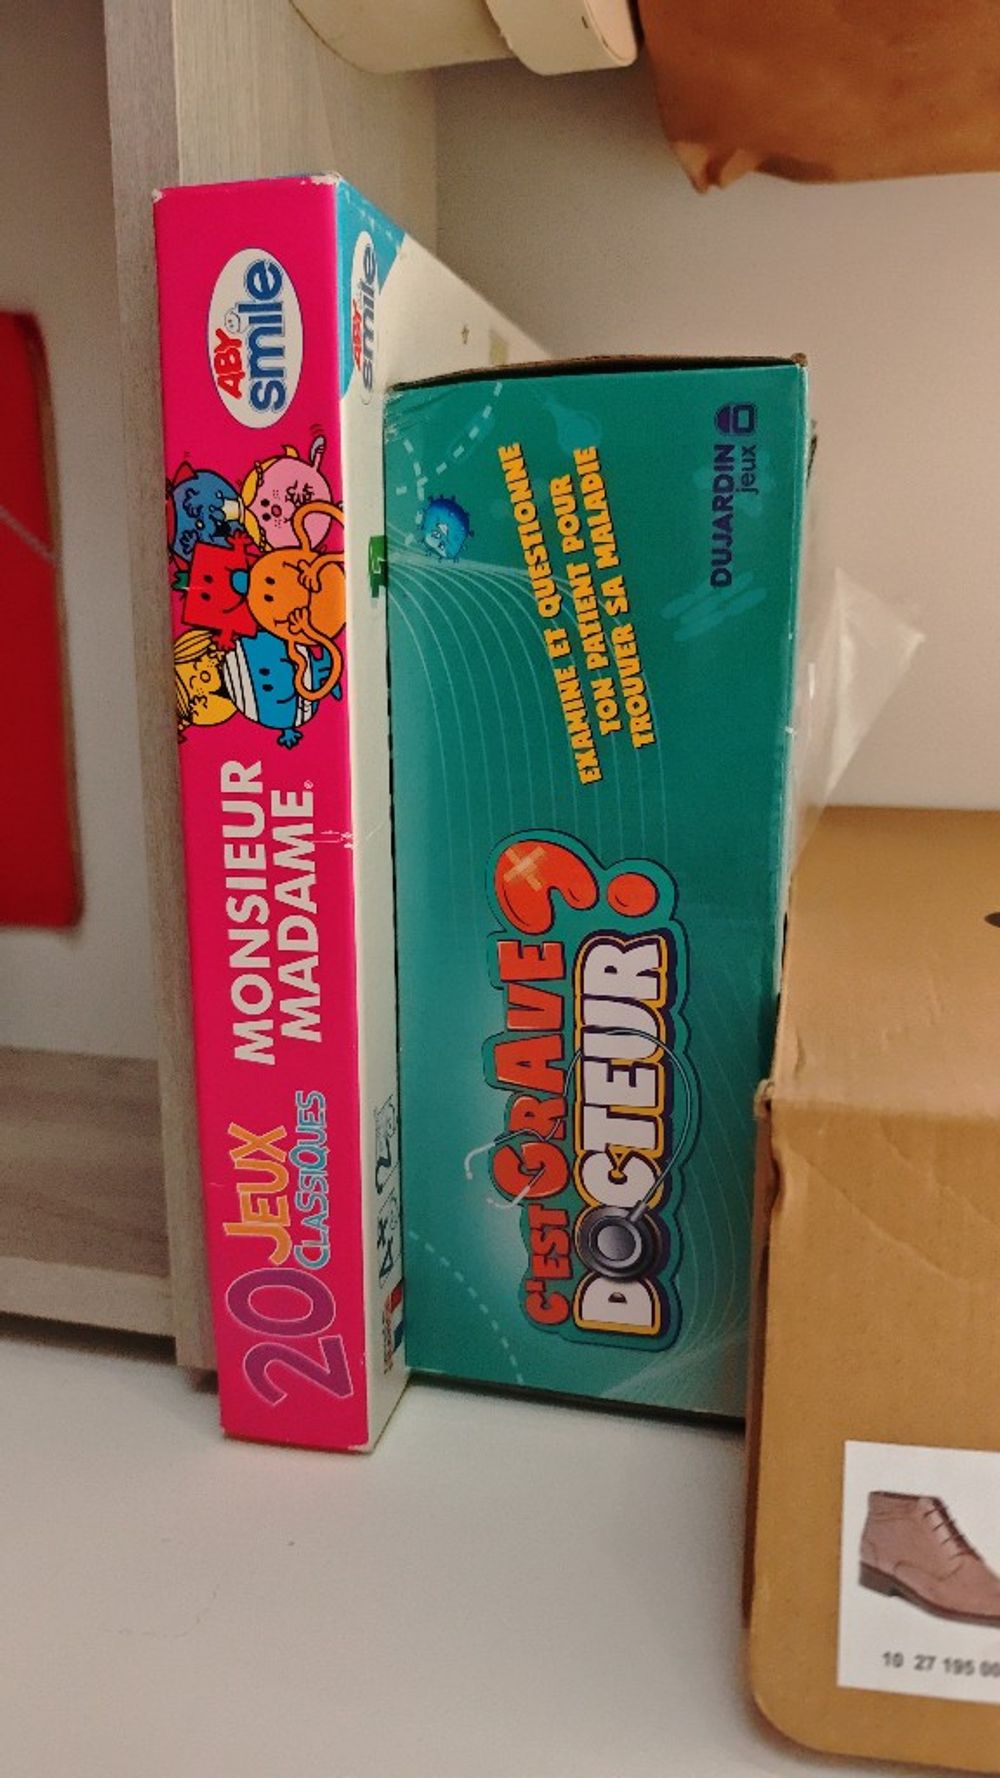 ABY
smile
MONSIEUR
MADAME®
20 JEUX
CLASSIQUES
ABY
smile
C'EST GRAVE
DOCTEUR?
EXAMINE ET QUESTIONNE
TON PATIENT POUR
TROUVER SA MALADIE
DUJARDIN
jeux
10 27 195 00